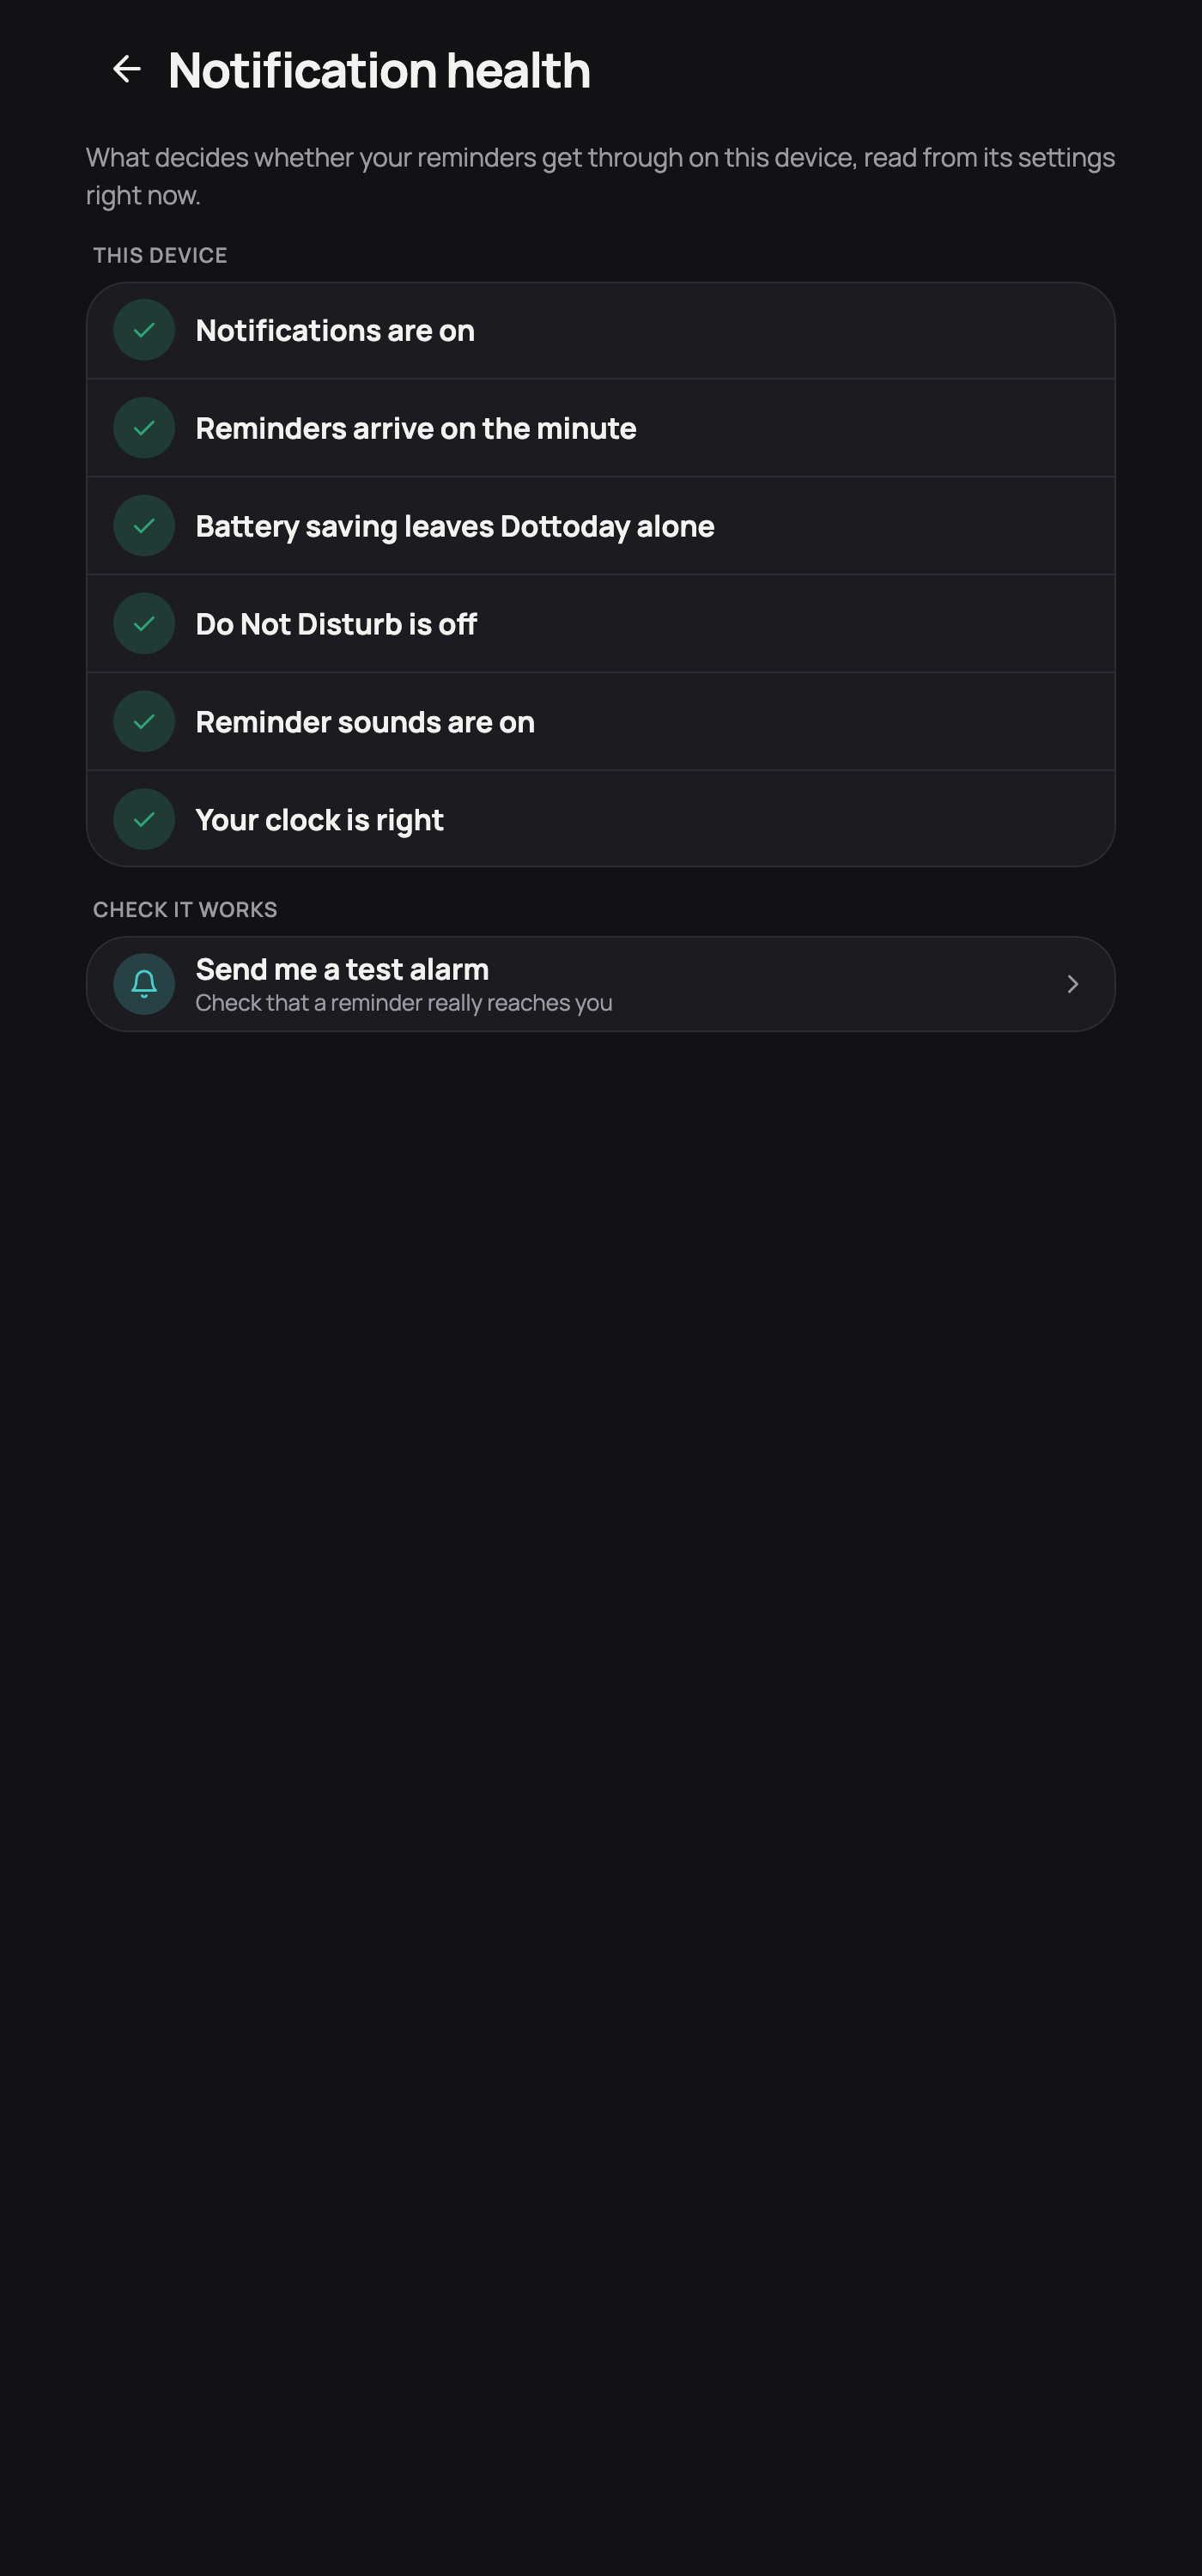 Notification health
What decides whether your reminders get through on this device, read from its settings
right now.
THIS DEVICE
Notifications are on
Reminders arrive on the minute
Battery saving leaves Dottoday alone
Do Not Disturb is off
Reminder sounds are on
Your clock is right
CHECK IT WORKS
Send me a test alarm
Check that a reminder really reaches you